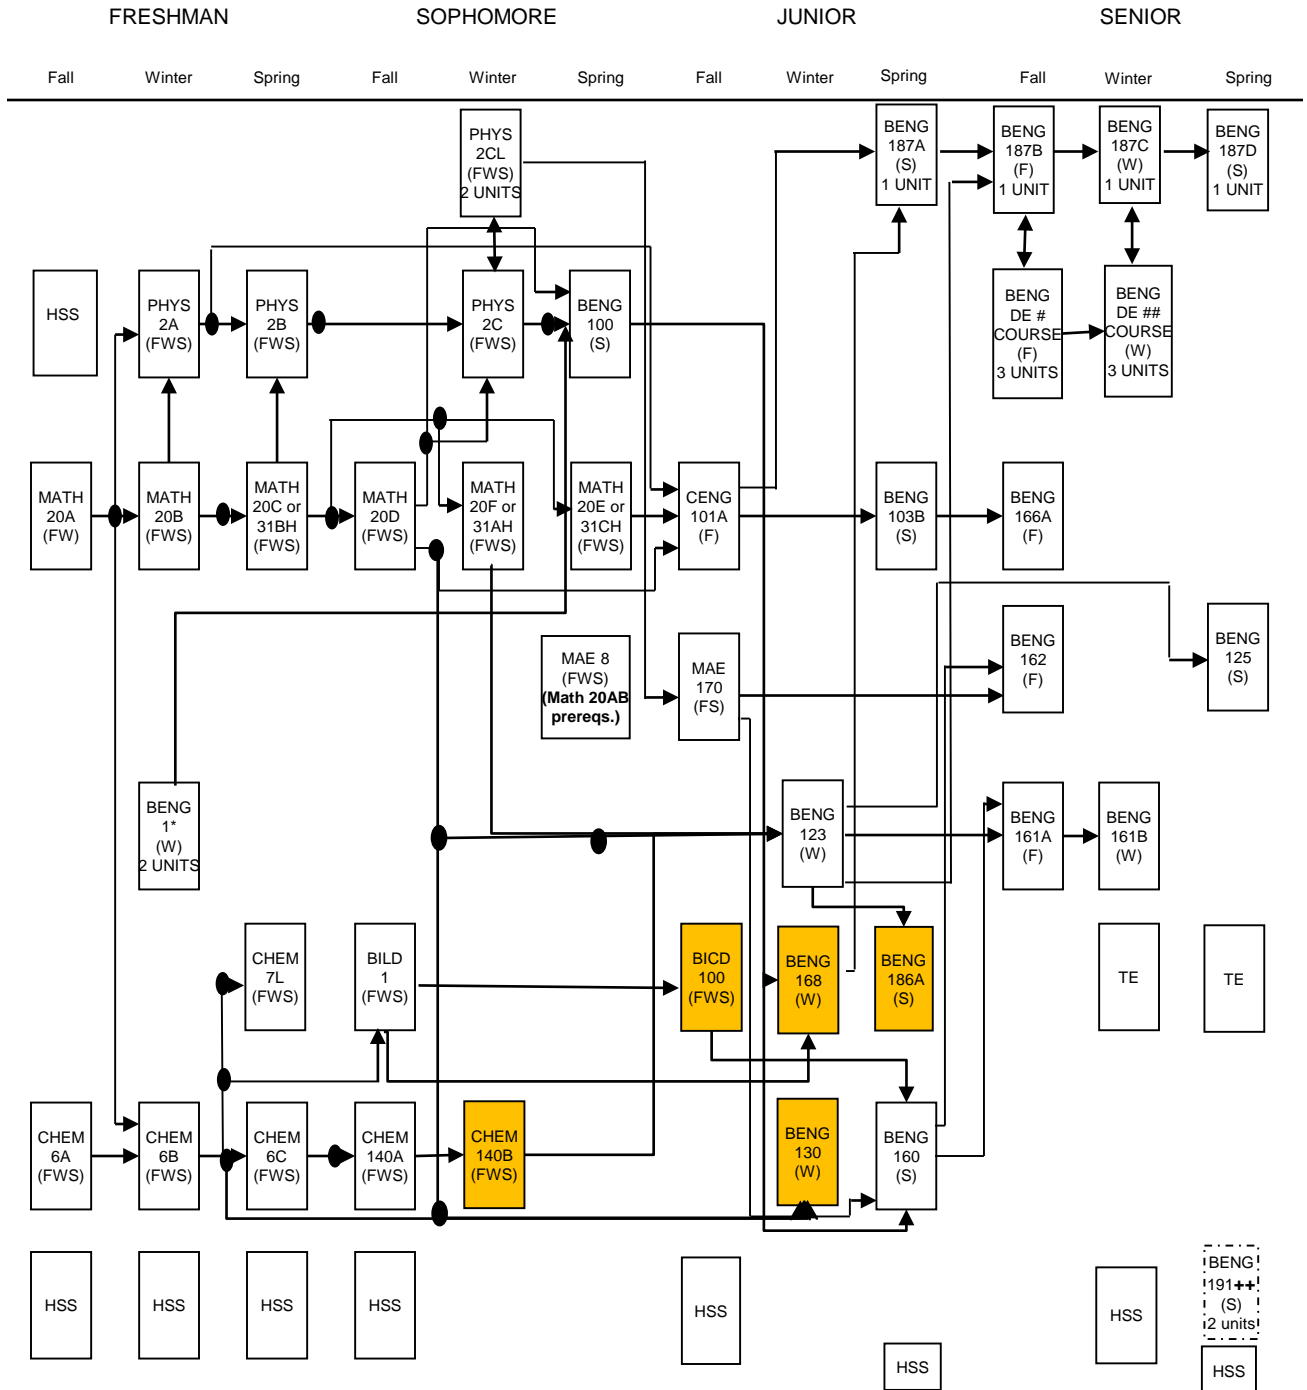 FRESHMAN SOPHOMORE JUNIOR SENIOR
Fall Winter Spring Fall Winter Spring Fall Winter Spring Fall Winter Spring
PHYS
2CL
(FWS)
2 UNITS
BENG
187A
(S)
1 UNIT
BENG
187B
(F)
1 UNIT
BENG
187C
(W)
1 UNIT
BENG
187D
(S)
1 UNIT
HSS
PHYS
2A
(FWS)
PHYS
2B
(FWS)
PHYS
2C
(FWS)
BENG
100
(S)
BENG
DE #
COURSE
(F)
3 UNITS
BENG
DE ##
COURSE
(W)
3 UNITS
MATH
20A
(FW)
MATH
20B
(FWS)
MATH
20C or
31BH
(FWS)
MATH
20D
(FWS)
MATH
20F or
31AH
(FWS)
MATH
20E or
31CH
(FWS)
CENG
101A
(F)
BENG
103B
(S)
BENG
166A
(F)
MAE 8
(FWS)
(Math 20AB
prereqs.)
MAE
170
(FS)
BENG
162
(F)
BENG
125
(S)
BENG
1*
(W)
2 UNITS
BENG
123
(W)
BENG
161A
(F)
BENG
161B
(W)
CHEM
7L
(FWS)
BILD
1
(FWS)
BICD
100
(FWS)
BENG
168
(W)
BENG
186A
(S)
TE
TE
CHEM
6A
(FWS)
CHEM
6B
(FWS)
CHEM
6C
(FWS)
CHEM
140A
(FWS)
CHEM
140B
(FWS)
BENG
130
(W)
BENG
160
(S)
HSS
HSS
HSS
HSS
HSS
HSS
HSS
BENG
191++
(S)
2 units
HSS